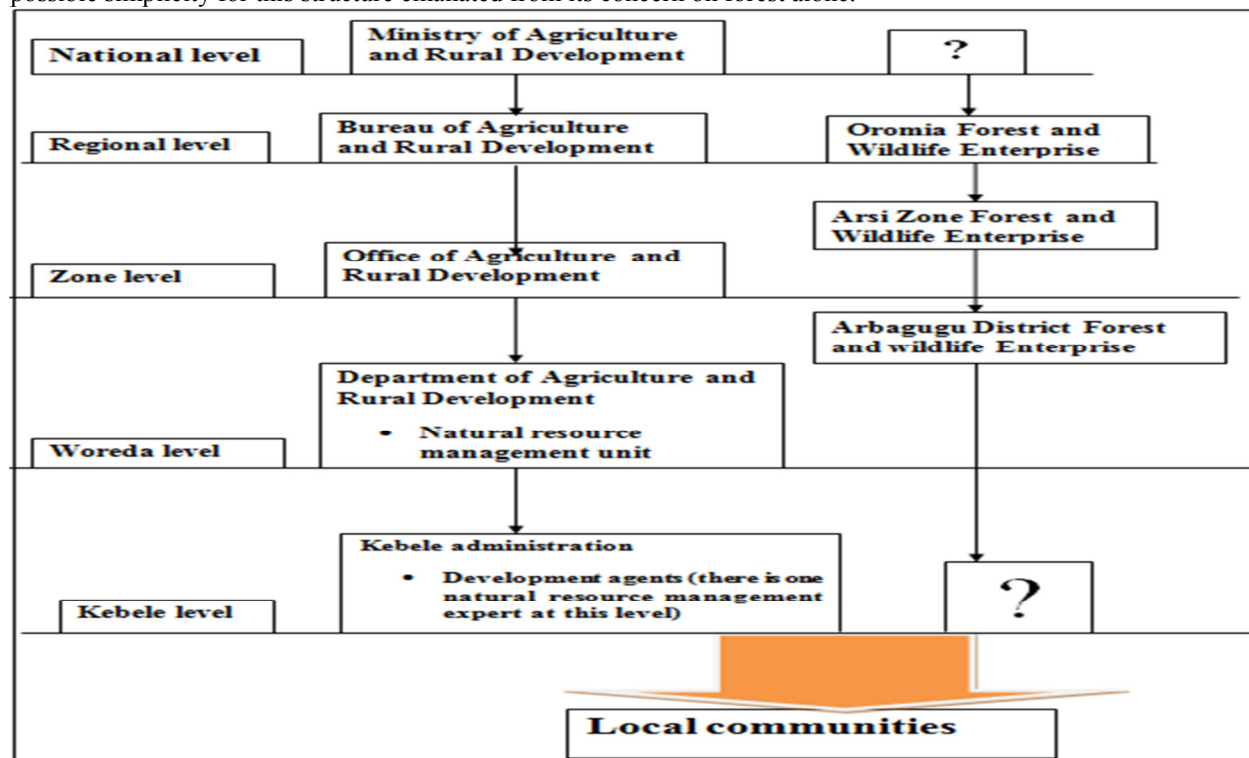 possible simplicity for this structure emanated from its concern on forest alone.
National level
Ministry of Agriculture
and Rural Development
?
Regional level
Bureau of Agriculture
and Rural Development
Oromia Forest and
Wildlife Enterprise
Arsi Zone Forest and
Wildlife Enterprise
Zone level
Office of Agriculture and
Rural Development
Arbagugu District Forest
and wildlife Enterprise
Woreda level
Department of Agriculture and
Rural Development
• Natural resource
management unit
Kebele level
Kebele administration
• Development agents (there is one
natural resource management
expert at this level)
?
Local communities